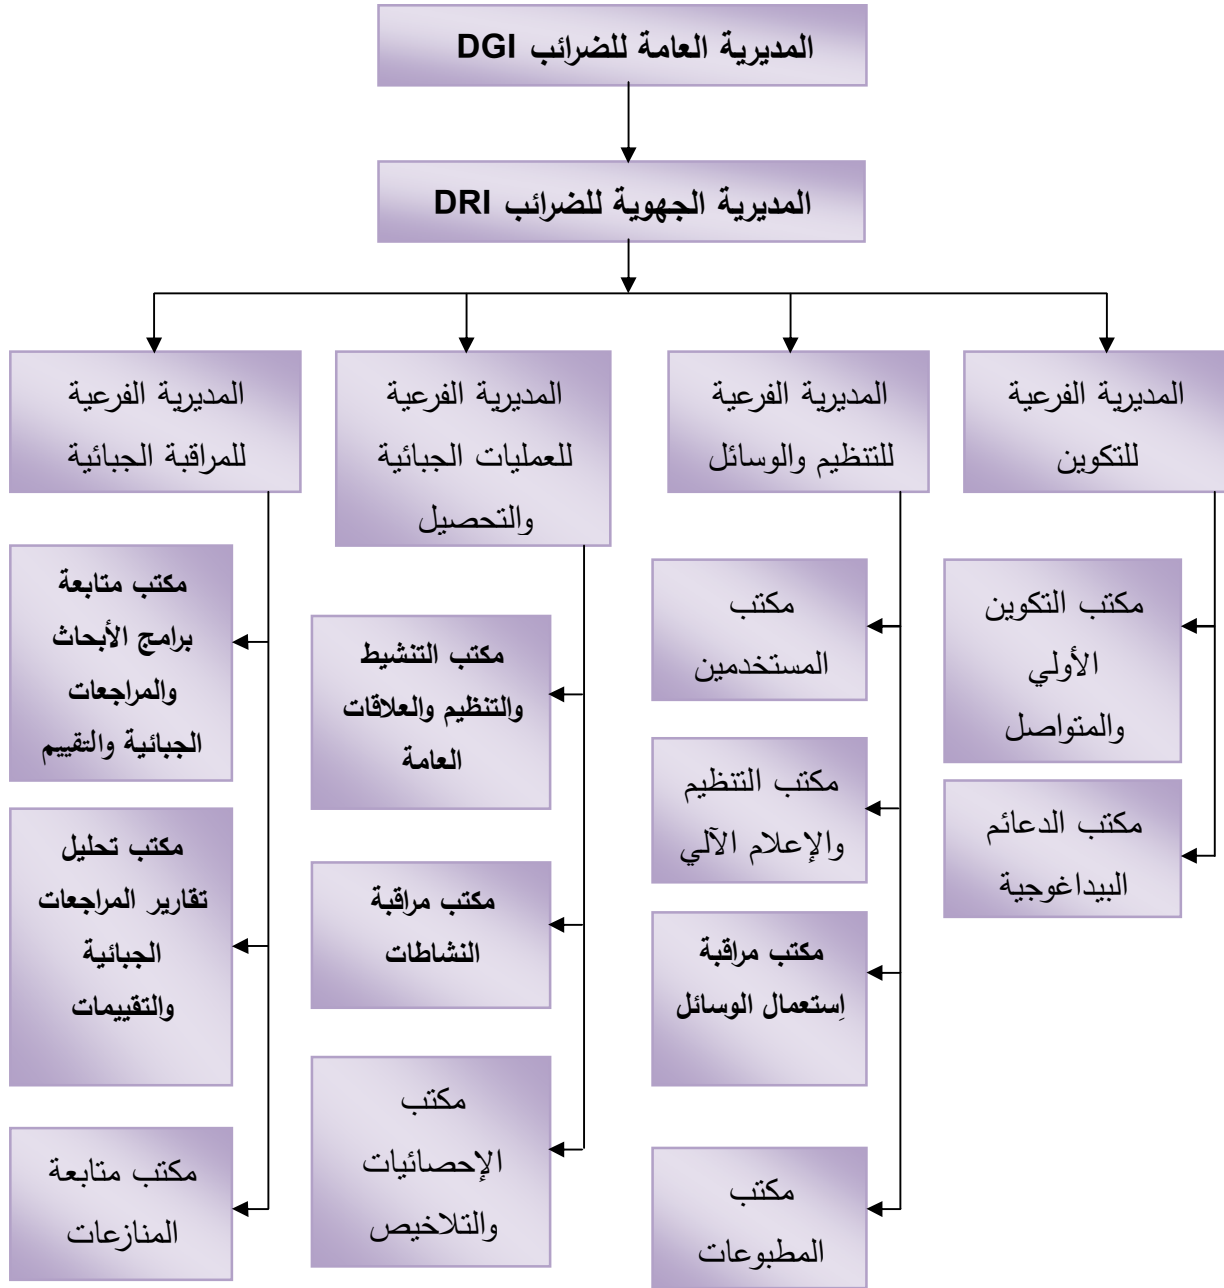 المديرية العامة للضرائب DGI
المديرية الجهوية للضرائب DRI
المديرية الفرعية
للتكوين
المديرية الفرعية
للتنظيم والوسائل
المديرية الفرعية
للعمليات الجبائية
والتحصيل
المديرية الفرعية
للمراقبة الجبائية
مكتب التكوين
الأولي
والمتواصل
مكتب الدعائم
البيداغوجية
مكتب
المستخدمين
مكتب التنظيم
والإعلام الآلي
مكتب مراقبة
إستعمال الوسائل
مكتب
المطبوعات
مكتب التنشيط
والتنظيم والعلاقات
العامة
مكتب مراقبة
النشاطات
مكتب
الإحصائيات
والتلاخيص
مكتب متابعة
برامج الأبحاث
والمراجعات
الجبائية والتقييم
مكتب تحليل
تقارير المراجعات
الجبائية
والتقييمات
مكتب متابعة
المنازعات